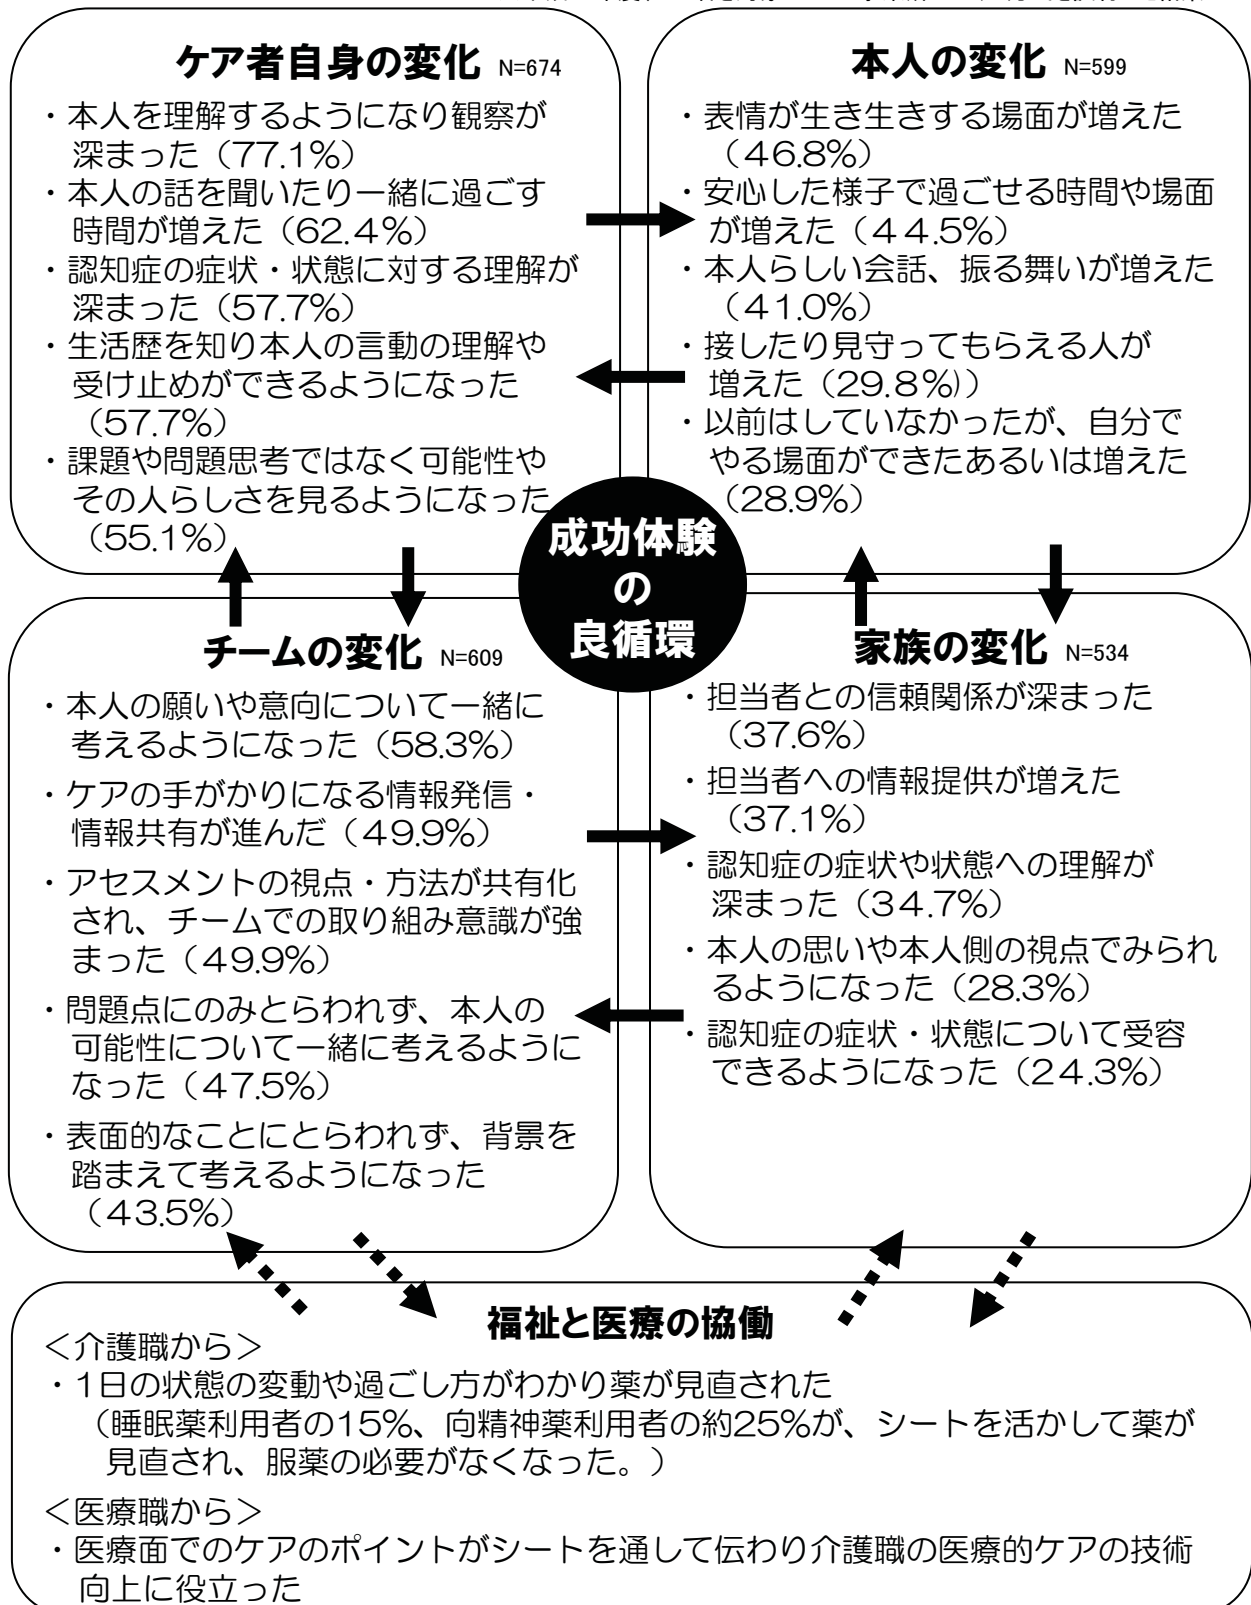 ケア者自身の変化 N=674
・本人を理解するようになり観察が
深まった（77.1%）
・本人の話を聞いたり一緒に過ごす
時間が増えた（62.4%）
・認知症の症状・状態に対する理解が
深まった（57.7%）
・生活歴を知り本人の言動の理解や
受け止めができるようになった
（57.7%）
・課題や問題思考ではなく可能性や
その人らしさを見るようになった
（55.1%）
本人の変化 N=599
・表情が生き生きする場面が増えた
（46.8%）
・安心した様子で過ごせる時間や場面
が増えた（４４.5%）
・本人らしい会話、振る舞いが増えた
（４１.0%）
・接したり見守ってもらえる人が
増えた（29.8%)）
・以前はしていなかったが、自分で
やる場面ができたあるいは増えた
（28.9%）
成功体験
の
良循環
チームの変化 N=609
・本人の願いや意向について一緒に
考えるようになった（58.3%）
・ケアの手がかりになる情報発信・
情報共有が進んだ（４9.9%）
・アセスメントの視点・方法が共有化
され、チームでの取り組み意識が強
まった（４9.9%）
・問題点にのみとらわれず、本人の
可能性について一緒に考えるように
なった（４7.5%）
・表面的なことにとらわれず、背景を
踏まえて考えるようになった
（４3.5%）
家族の変化 N=534
・担当者との信頼関係が深まった
（37.6%）
・担当者への情報提供が増えた
（37.1%）
・認知症の症状や状態への理解が
深まった（３４.7%）
・本人の思いや本人側の視点でみられ
るようになった（28.3%）
・認知症の症状・状態について受容
できるようになった（２４.3%）
福祉と医療の協働
＜介護職から＞
・1日の状態の変動や過ごし方がわかり薬が見直された
（睡眠薬利用者の15%、向精神薬利用者の約25%が、シートを活かして薬が
見直され、服薬の必要がなくなった。）
＜医療職から＞
・医療面でのケアのポイントがシートを通して伝わり介護職の医療的ケアの技術
向上に役立った